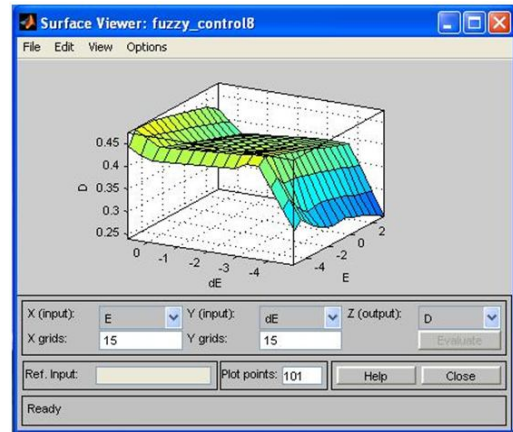 Surface Viewer: fuzzy_control8
File Edit View Options
0.45
0.4
0.35
0.3
0.25
D
0 -1 -2 -3 -4
dE
-4 -2 0 2
E
X (input): E Y (input): dE Z (output): D
X grids: 15 Y grids: 15 Evaluate
Ref. Input: Plot points: 101 Help Close
Ready